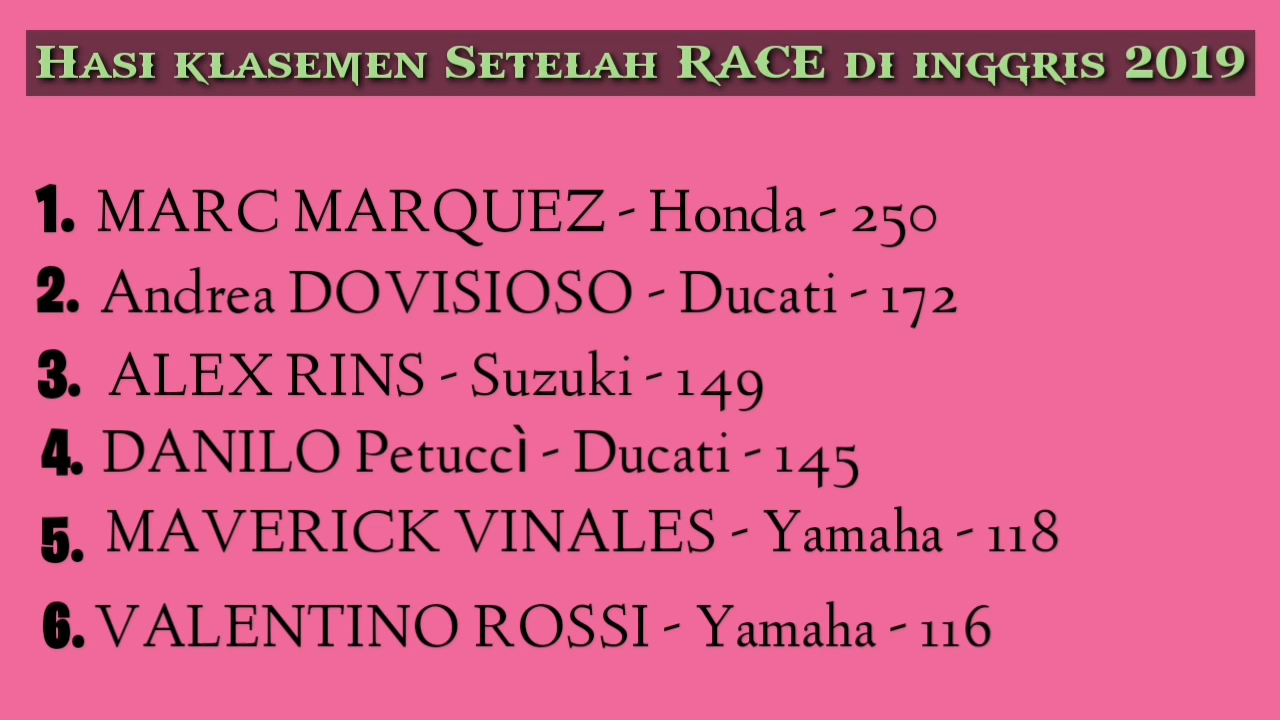 Hasi klasemen Setelah RACE di inggris 2019
1. MARC MARQUEZ - Honda - 250
2. Andrea DOVISIOSO - Ducati - 172
3. ALEX RINS - Suzuki - 149
4. DANILO Petuccì - Ducati - 145
5. MAVERICK VINALES - Yamaha - 118
6. VALENTINO ROSSI - Yamaha - 116